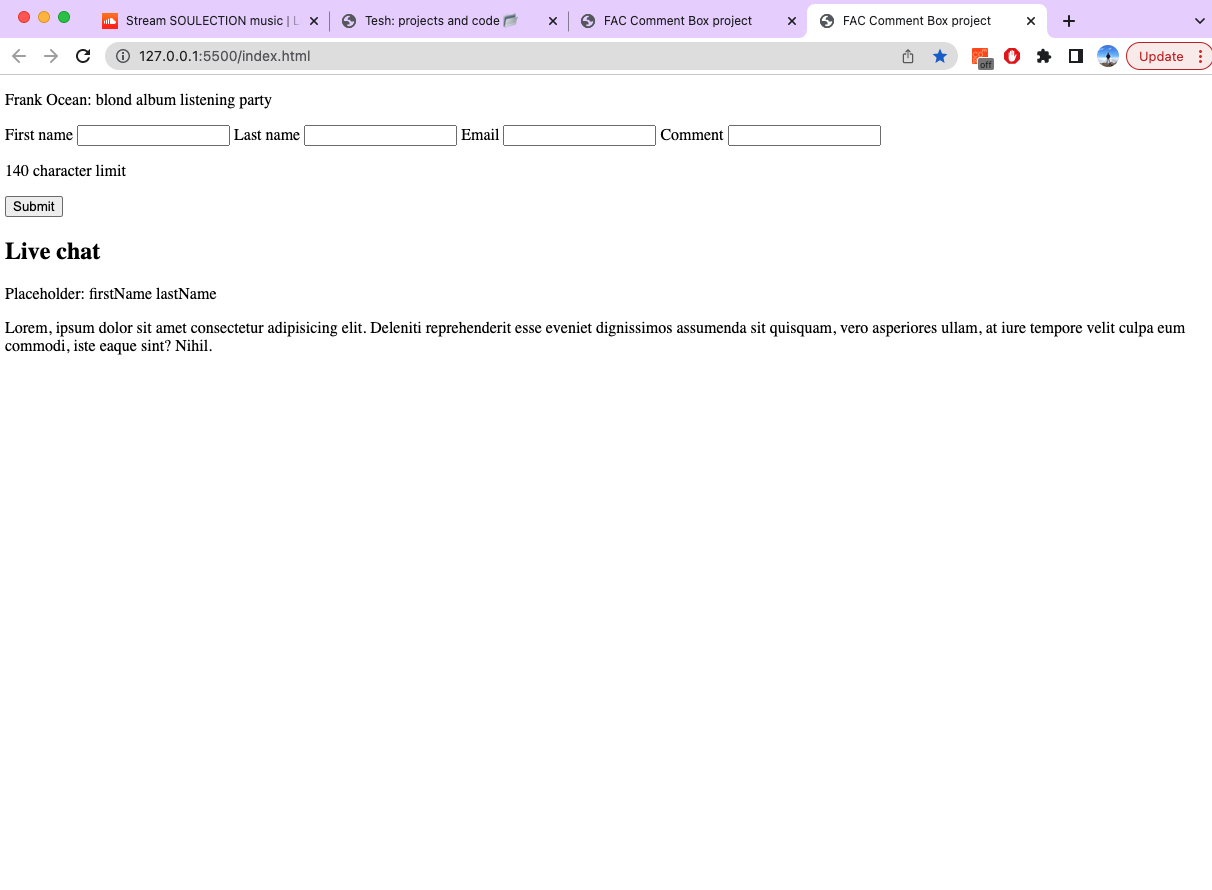 Stream SOULECTION music | L
Tesh: projects and code
FAC Comment Box project
FAC Comment Box project
127.0.0.1:5500/index.html
off
Update
Frank Ocean: blond album listening party
First name Last name Email Comment
140 character limit
Submit
Live chat
Placeholder: firstName lastName
Lorem, ipsum dolor sit amet consectetur adipisicing elit. Deleniti reprehenderit esse eveniet dignissimos assumenda sit quisquam, vero asperiores ullam, at iure tempore velit culpa eum
commodi, iste eaque sint? Nihil.